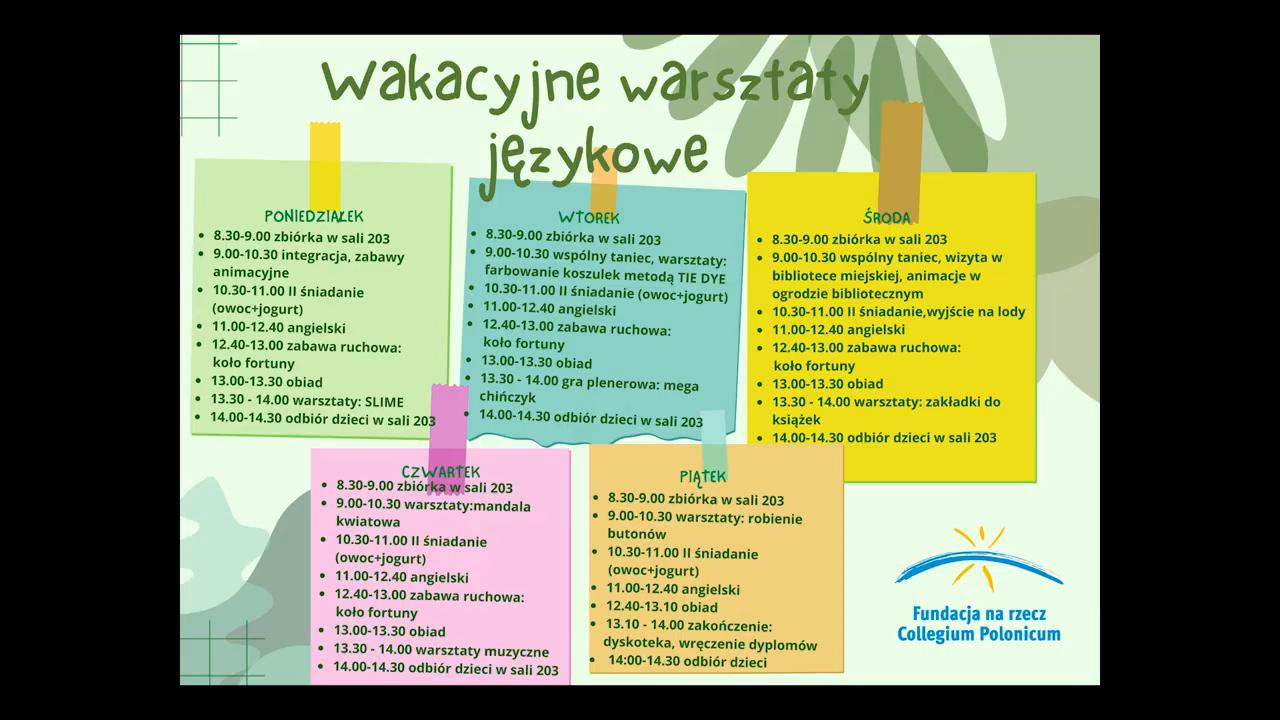 Wakacyjne warsztaty
językowe
PONIEDZIAŁEK
• 8.30-9.00 zbiórka w sali 203
• 9.00-10.30 integracja, zabawy
animacyjne
• 10.30-11.00 II śniadanie
(owoc+jogurt)
• 11.00-12.40 angielski
• 12.40-13.00 zabawa ruchowa:
koło fortuny
• 13.00-13.30 obiad
• 13.30 - 14.00 warsztaty: SLIME
• 14.00-14.30 odbiór dzieci w sali 203
WTOREK
• 8.30-9.00 zbiórka w sali 203
• 9.00-10.30 wspólny taniec, warsztaty:
farbowanie koszulek metodą TIE DYE
• 10.30-11.00 II śniadanie (owoc+jogurt)
• 11.00-12.40 angielski
• 12.40-13.00 zabawa ruchowa:
koło fortuny
• 13.00-13.30 obiad
• 13.30 - 14.00 gra plenerowa: mega
chińczyk
• 14.00-14.30 odbiór dzieci w sali 203
ŚRODA
• 8.30-9.00 zbiórka w sali 203
• 9.00-10.30 wspólny taniec, wizyta w
bibliotece miejskiej, animacje w
ogrodzie bibliotecznym
• 10.30-11.00 II śniadanie,wyjście na lody
• 11.00-12.40 angielski
• 12.40-13.00 zabawa ruchowa:
koło fortuny
• 13.00-13.30 obiad
• 13.30 - 14.00 warsztaty: zakładki do
książek
• 14.00-14.30 odbiór dzieci w sali 203
CZWARTEK
• 8.30-9.00 zbiórka w sali 203
• 9.00-10.30 warsztaty:mandala
kwiatowa
• 10.30-11.00 II śniadanie
(owoc+jogurt)
• 11.00-12.40 angielski
• 12.40-13.00 zabawa ruchowa:
koło fortuny
• 13.00-13.30 obiad
• 13.30 - 14.00 warsztaty muzyczne
• 14.00-14.30 odbiór dzieci w sali 203
PIĄTEK
• 8.30-9.00 zbiórka w sali 203
• 9.00-10.30 warsztaty: robienie
butonów
• 10.30-11.00 II śniadanie
(owoc+jogurt)
• 11.00-12.40 angielski
• 12.40-13.10 obiad
• 13.10 - 14.00 zakończenie:
dyskoteka, wręczenie dyplomów
• 14:00-14.30 odbiór dzieci
Fundacja na rzecz
Collegium Polonicum